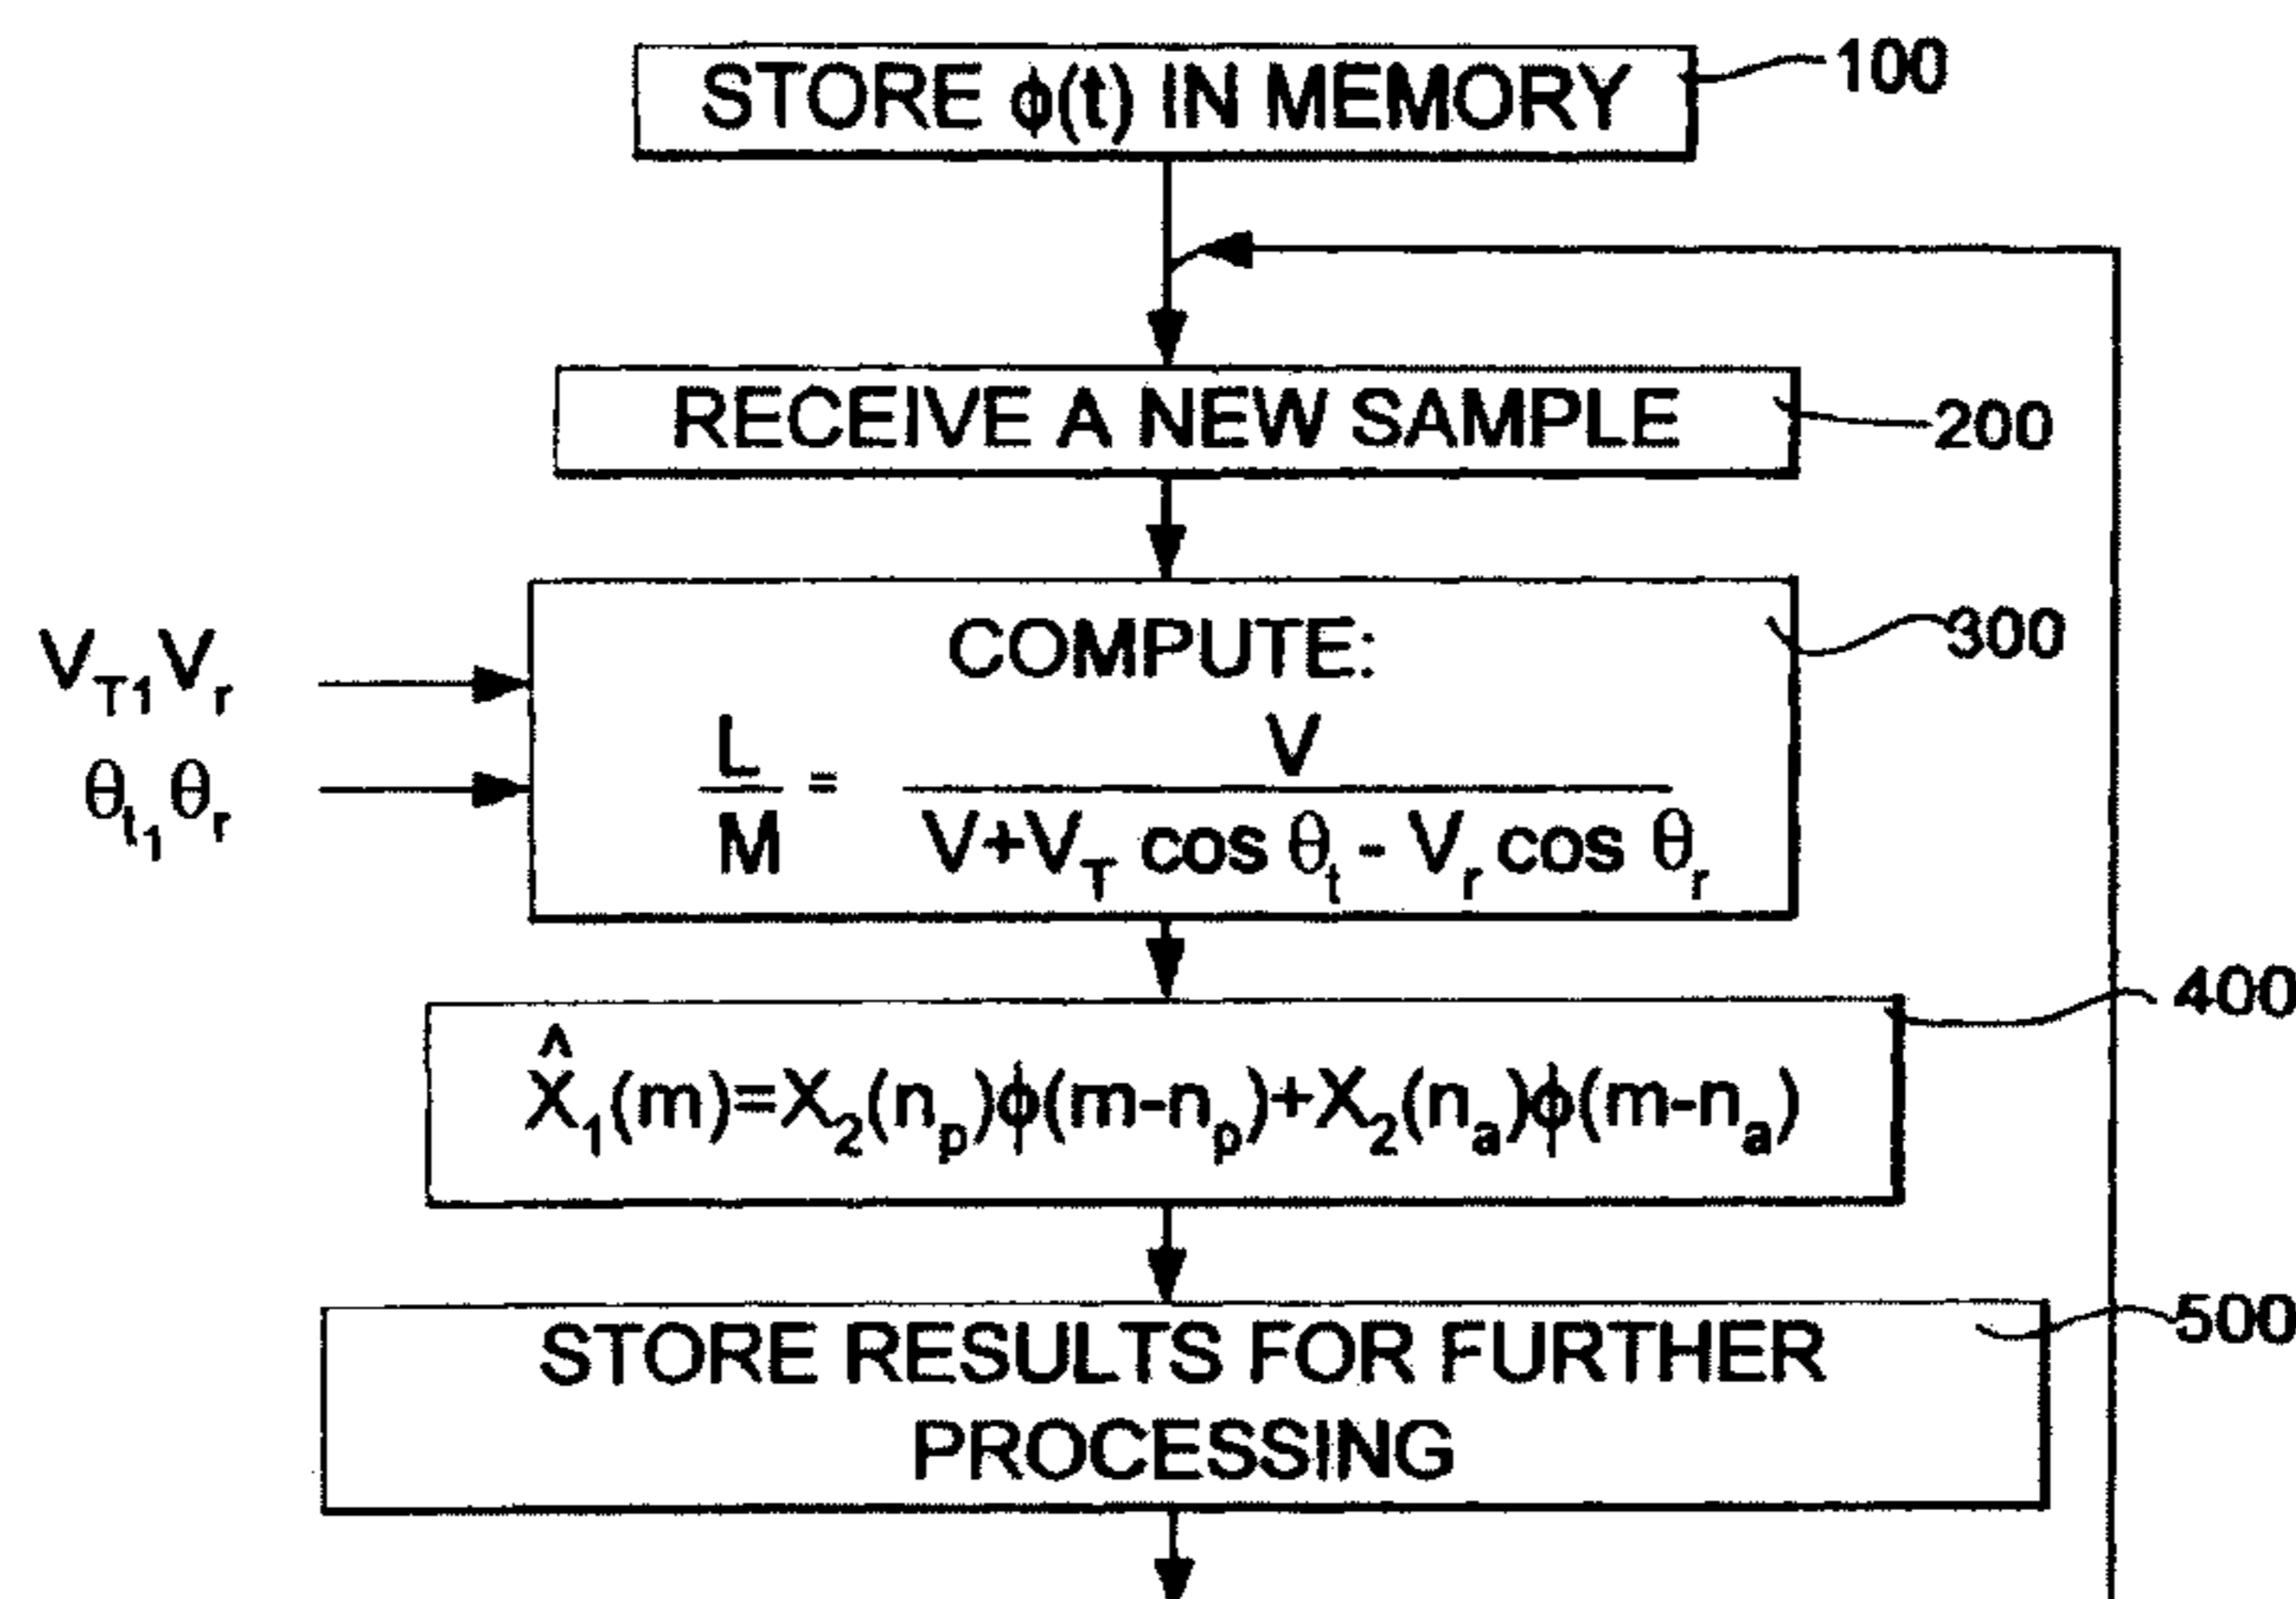 STORE ϕ(t) IN MEMORY
100
RECEIVE A NEW SAMPLE
200
COMPUTE:
300
V_T1 V_r
θ_t1 θ_r
L/M = V/(V+V_T cos θ_t - V_r cos θ_r)
400
X̂_1(m)=X_2(n_p)ϕ(m-n_p)+X_2(n_a)ϕ(m-n_a)
500
STORE RESULTS FOR FURTHER
PROCESSING